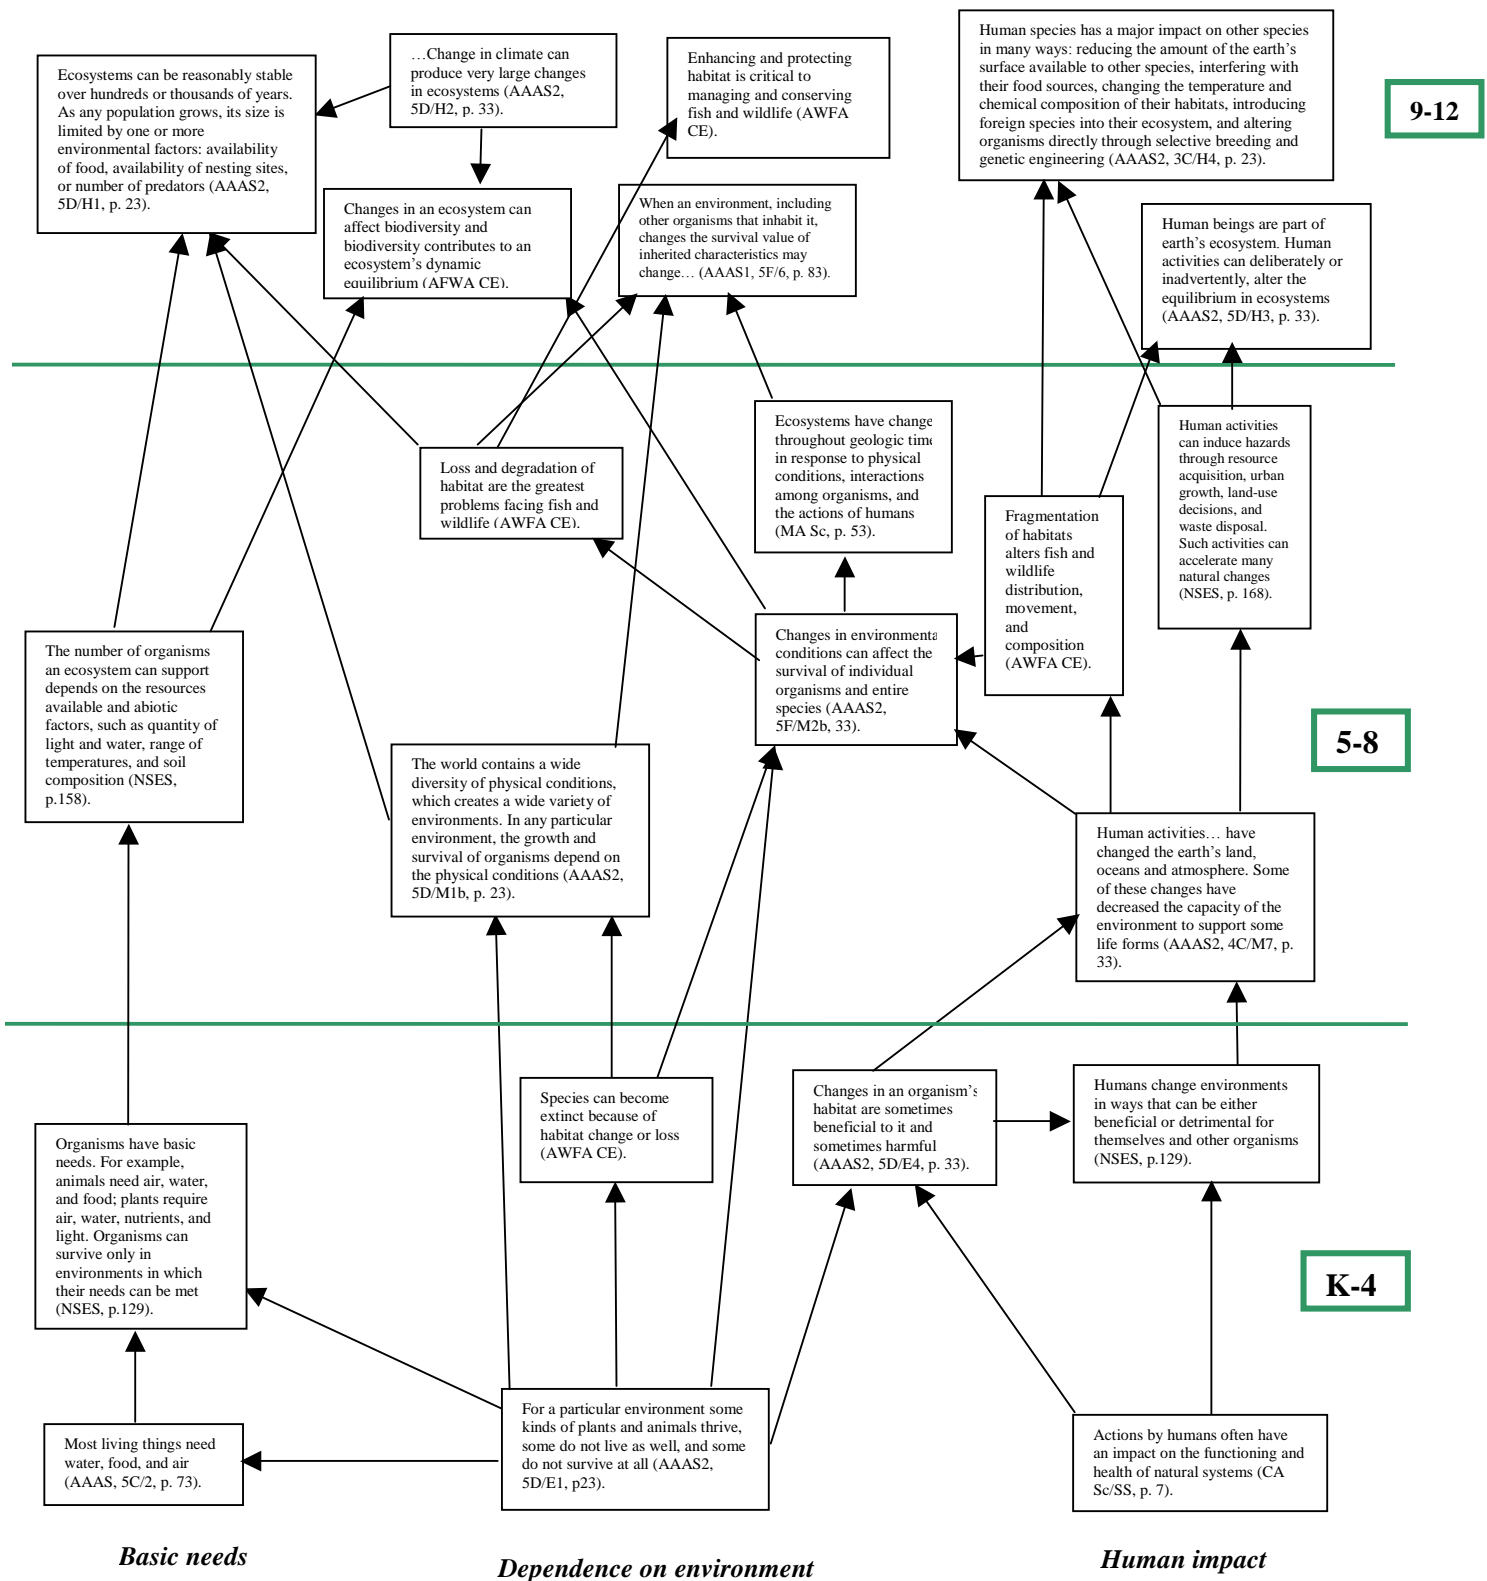 Ecosystems can be reasonably stable
over hundreds or thousands of years.
As any population grows, its size is
limited by one or more
environmental factors: availability
of food, availability of nesting sites,
or number of predators (AAAS2,
5D/H1, p. 23).
…Change in climate can
produce very large changes
in ecosystems (AAAS2,
5D/H2, p. 33).
Enhancing and protecting
habitat is critical to
managing and conserving
fish and wildlife (AWFA
CE).
Human species has a major impact on other species
in many ways: reducing the amount of the earth's
surface available to other species, interfering with
their food sources, changing the temperature and
chemical composition of their habitats, introducing
foreign species into their ecosystem, and altering
organisms directly through selective breeding and
genetic engineering (AAAS2, 3C/H4, p. 23).
9-12
Changes in an ecosystem can
affect biodiversity and
biodiversity contributes to an
ecosystem's dynamic
equilibrium (AFWA CE).
When an environment, including
other organisms that inhabit it,
changes the survival value of
inherited characteristics may
change… (AAAS1, 5F/6, p. 83).
Human beings are part of
earth's ecosystem. Human
activities can deliberately or
inadvertently, alter the
equilibrium in ecosystems
(AAAS2, 5D/H3, p. 33).
Loss and degradation of
habitat are the greatest
problems facing fish and
wildlife (AWFA CE).
Ecosystems have change
throughout geologic time
in response to physical
conditions, interactions
among organisms, and
the actions of humans
(MA Sc, p. 53).
Fragmentation
of habitats
alters fish and
wildlife
distribution,
movement,
and
composition
(AWFA CE).
Human activities
can induce hazards
through resource
acquisition, urban
growth, land-use
decisions, and
waste disposal.
Such activities can
accelerate many
natural changes
(NSES, p. 168).
The number of organisms
an ecosystem can support
depends on the resources
available and abiotic
factors, such as quantity of
light and water, range of
temperatures, and soil
composition (NSES,
p.158).
The world contains a wide
diversity of physical conditions,
which creates a wide variety of
environments. In any particular
environment, the growth and
survival of organisms depend on
the physical conditions (AAAS2,
5D/M1b, p. 23).
Changes in environmenta
conditions can affect the
survival of individual
organisms and entire
species (AAAS2,
5F/M2b, 33).
5-8
Human activities… have
changed the earth's land,
oceans and atmosphere. Some
of these changes have
decreased the capacity of the
environment to support some
life forms (AAAS2, 4C/M7, p.
33).
Organisms have basic
needs. For example,
animals need air, water,
and food; plants require
air, water, nutrients, and
light. Organisms can
survive only in
environments in which
their needs can be met
(NSES, p.129).
Species can become
extinct because of
habitat change or loss
(AWFA CE).
Changes in an organism's
habitat are sometimes
beneficial to it and
sometimes harmful
(AAAS2, 5D/E4, p. 33).
Humans change environments
in ways that can be either
beneficial or detrimental for
themselves and other organisms
(NSES, p.129).
K-4
Most living things need
water, food, and air
(AAAS, 5C/2, p. 73).
For a particular environment some
kinds of plants and animals thrive,
some do not live as well, and some
do not survive at all (AAAS2,
5D/E1, p23).
Actions by humans often have
an impact on the functioning and
health of natural systems (CA
Sc/SS, p. 7).
Basic needs
Dependence on environment
Human impact